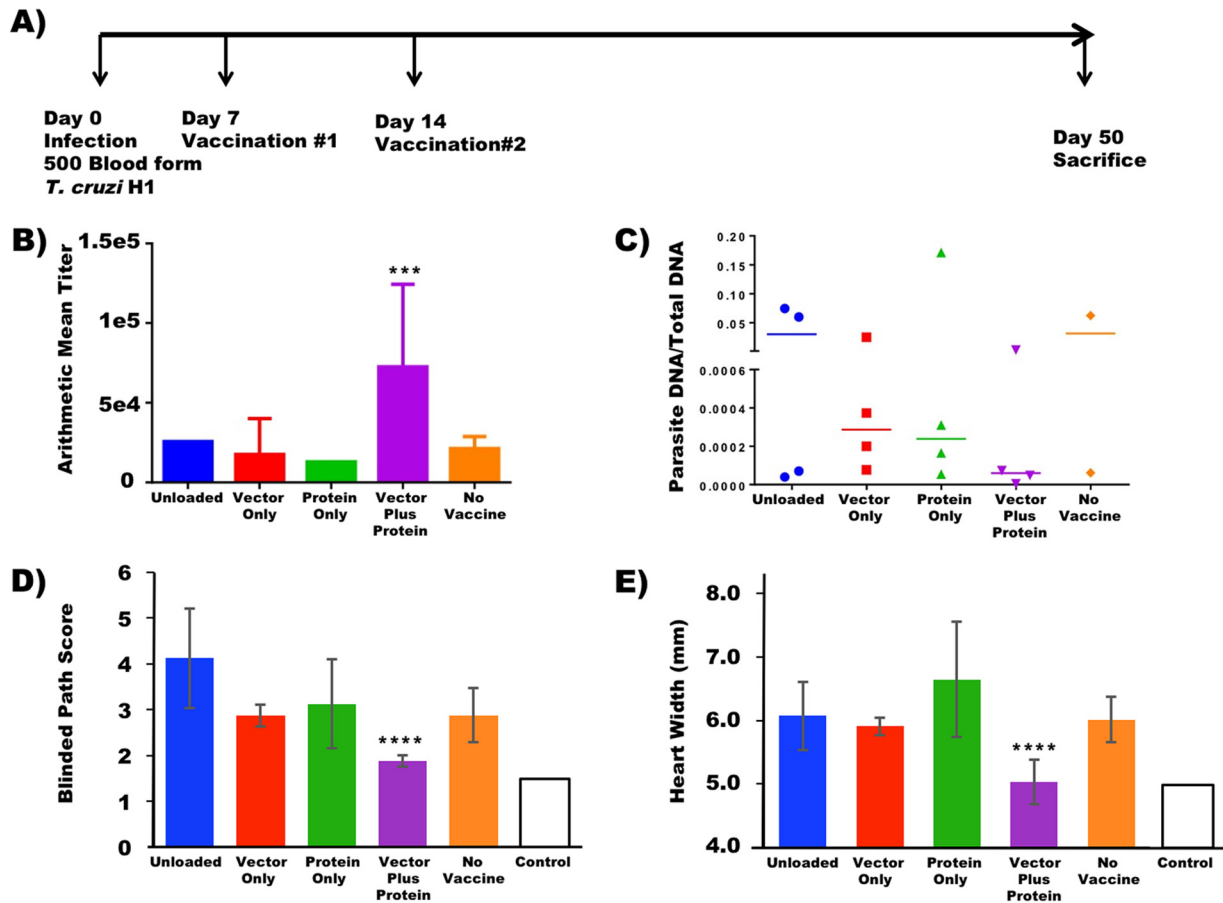 A)
Day 0
Infection
500 Blood form
T. cruzi H1
Day 7
Vaccination #1
Day 14
Vaccination#2
Day 50
Sacrifice
B)
Arithmetic Mean Titer
1.5e5
1e5
5e4
0
***
Unloaded
Vector
Only
Protein
Only
Vector
Plus
Protein
No
Vaccine
C)
Parasite DNA/Total DNA
0.20
0.15
0.10
0.05
0.0006
0.0004
0.0002
0.0000
Unloaded
Vector
Only
Protein
Only
Vector
Plus
Protein
No
Vaccine
D)
Blinded Path Score
6
5
4
3
2
1
0
****
Unloaded
Vector
Only
Protein
Only
Vector
Plus
Protein
No
Vaccine
Control
E)
Heart Width (mm)
8.0
7.0
6.0
5.0
4.0
****
Unloaded
Vector
Only
Protein
Only
Vector
Plus
Protein
No
Vaccine
Control